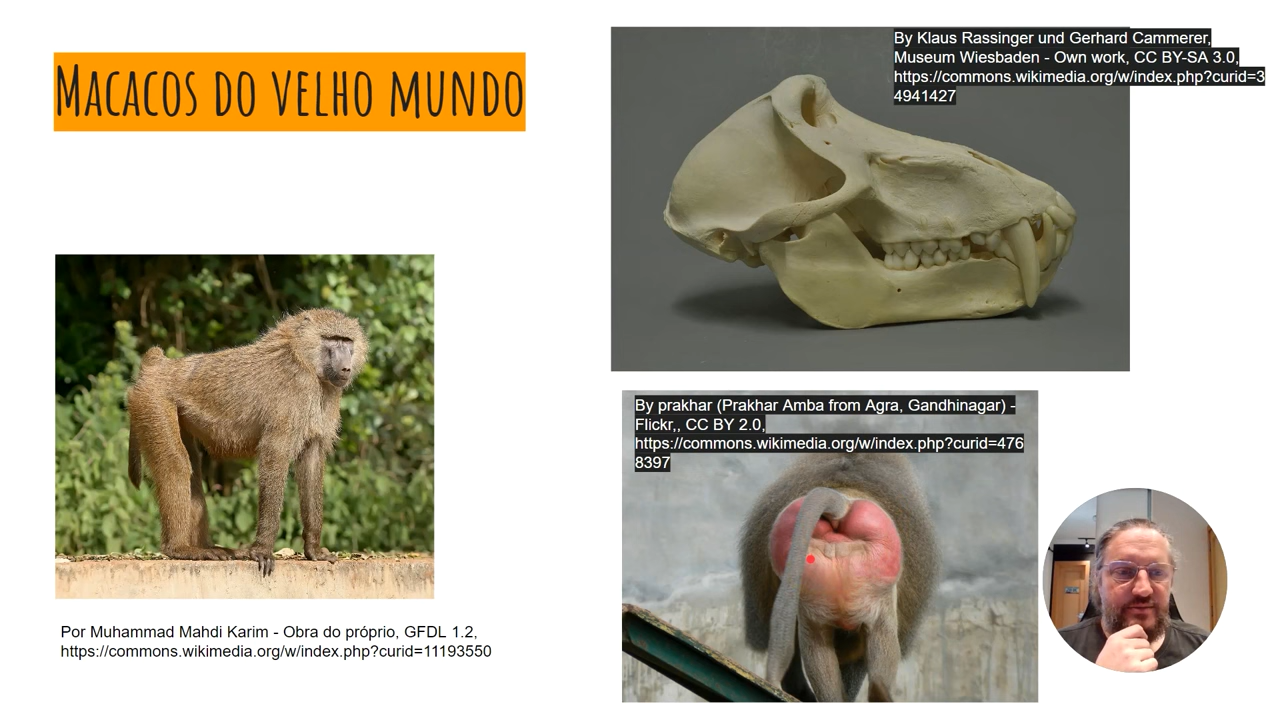 Macacos do velho mundo
By Klaus Rassinger und Gerhard Cammerer,
Museum Wiesbaden - Own work, CC BY-SA 3.0,
https://commons.wikimedia.org/w/index.php?curid=3
4941427
By prakhar (Prakhar Amba from Agra, Gandhinagar) -
Flickr,, CC BY 2.0,
https://commons.wikimedia.org/w/index.php?curid=476
8397
Por Muhammad Mahdi Karim - Obra do próprio, GFDL 1.2,
https://commons.wikimedia.org/w/index.php?curid=11193550